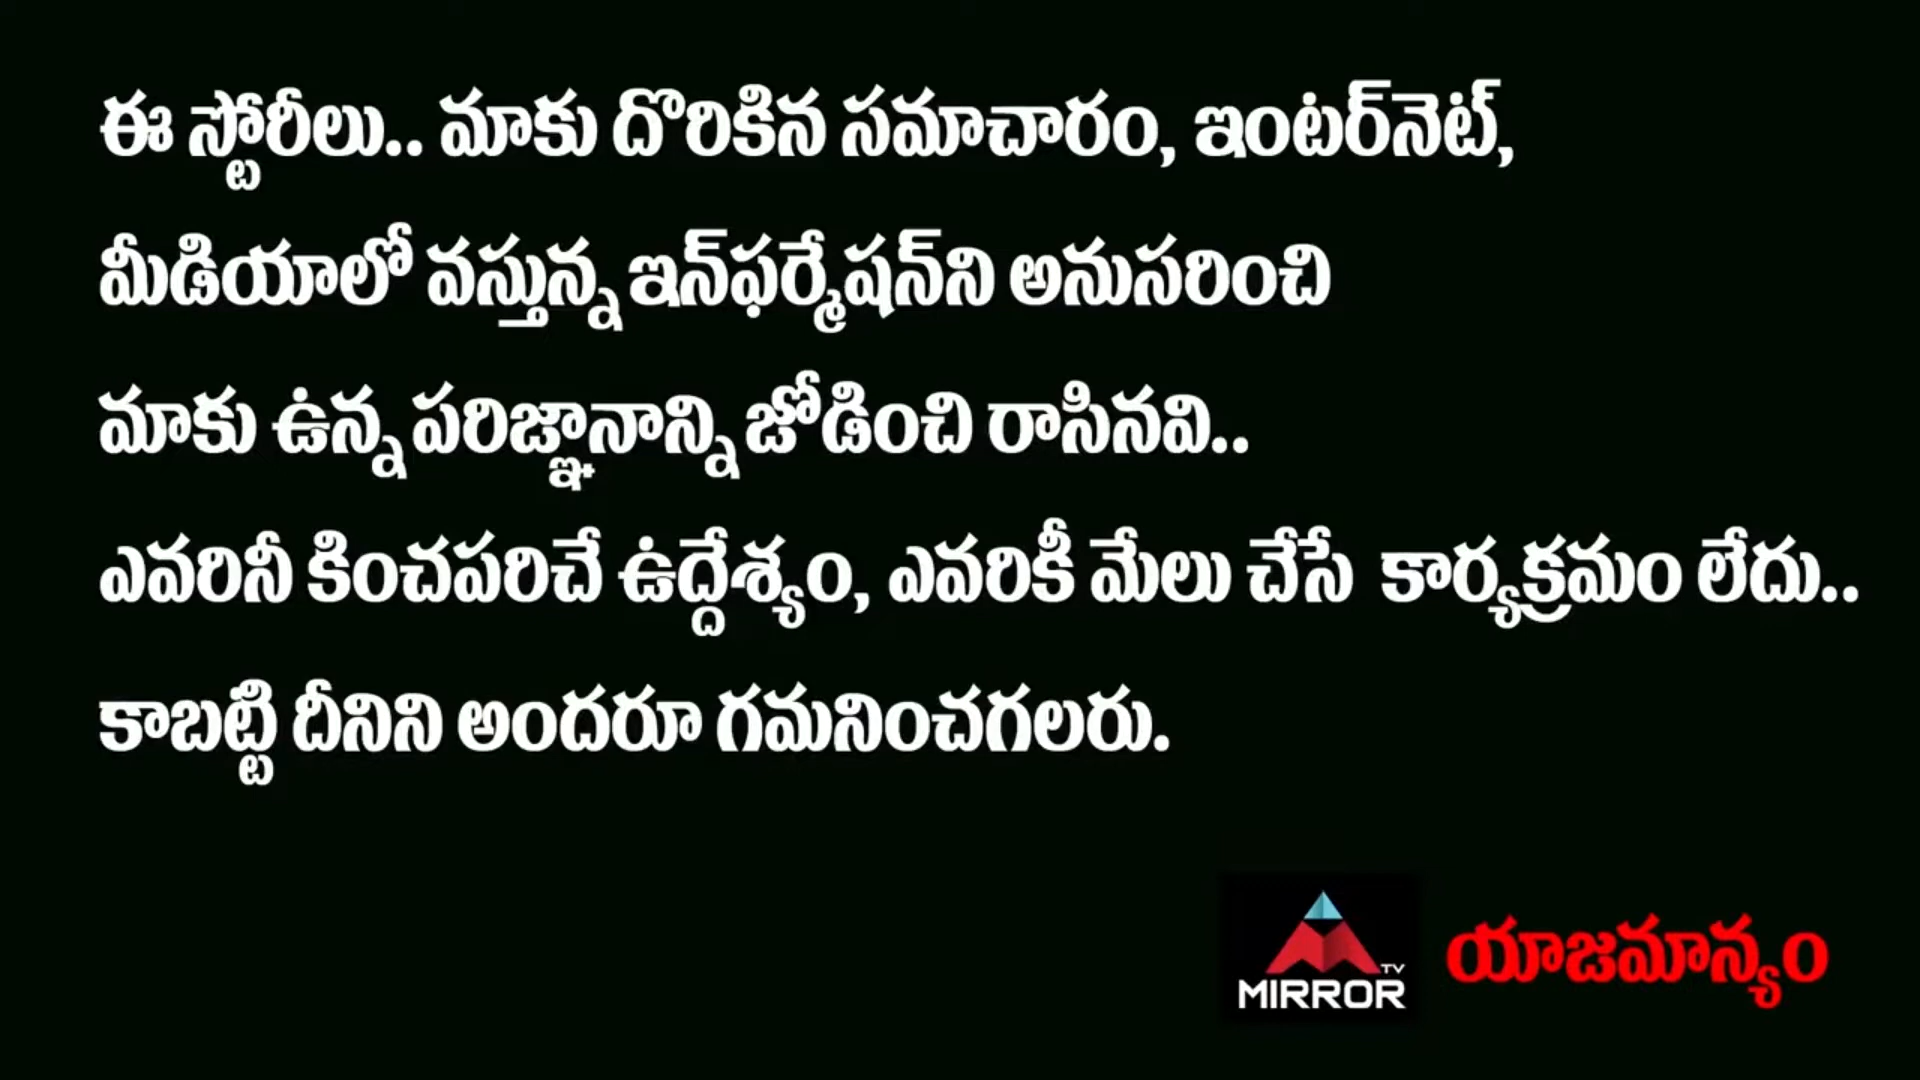 ఈ స్టోరీలు.. మాకు దొరికిన సమాచారం, ఇంటర్‌నెట్,
మీడియాలో వస్తున్న ఇన్‌ఫర్మేషన్‌ని అనుసరించి
మాకు ఉన్న పరిజ్ఞానాన్ని జోడించి రాసినవి..
ఎవరినీ కించపరిచే ఉద్దేశ్యం, ఎవరికీ మేలు చేసే కార్యక్రమం లేదు..
కాబట్టి దీనిని అందరూ గమనించగలరు.
TV
MIRROR
యాజమాన్యం